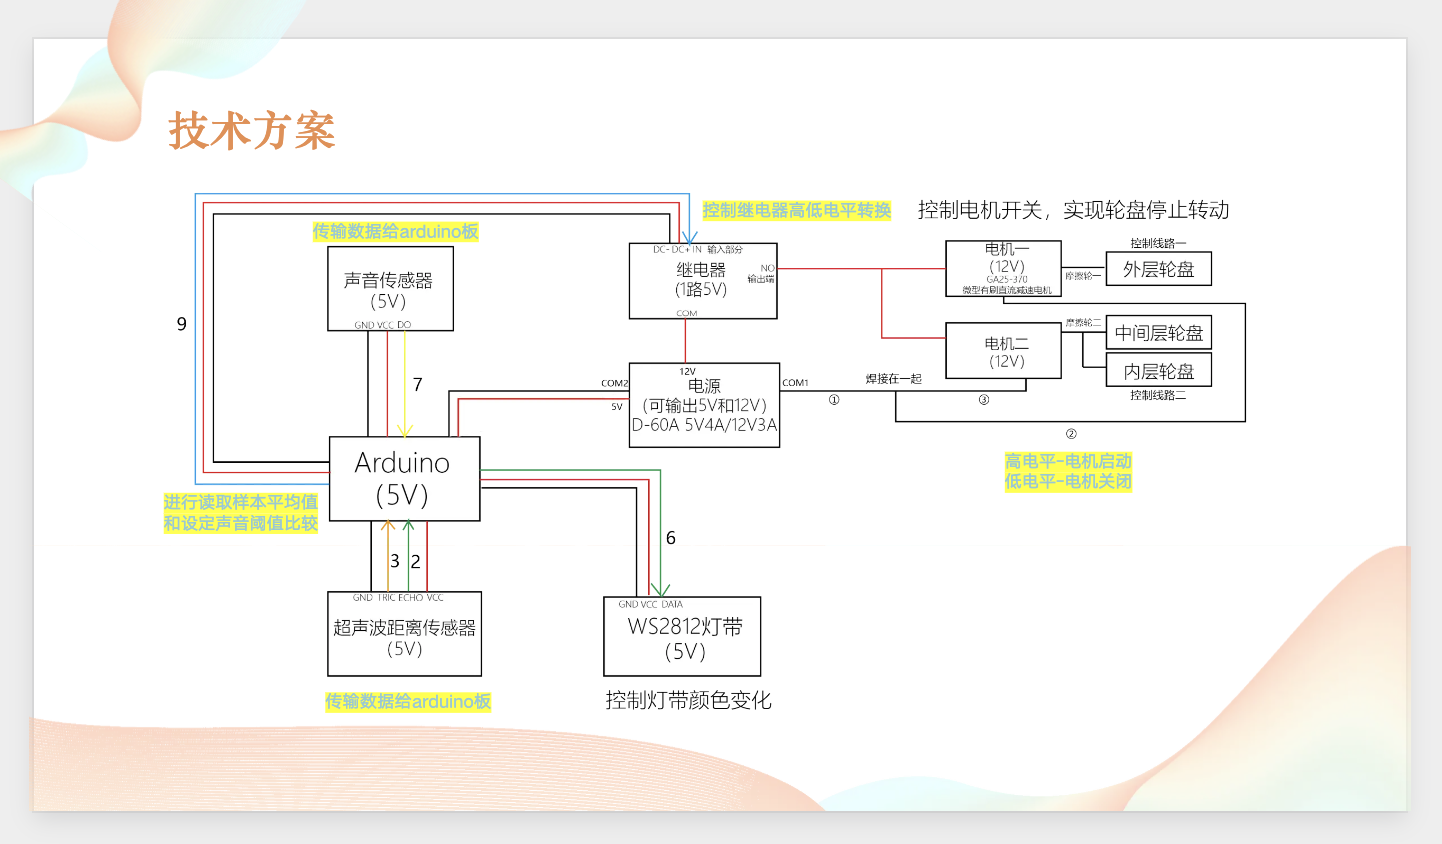 技术方案
控制继电器高低电平转换
控制电机开关，实现轮盘停止转动
传输数据给arduino板
声音传感器
(5V)
GND VCC DO
9
7
DC- DC+ IN 输入部分
继电器
(1路5V)
NO
输出端
COM
电机一
(12V)
GA25-370
微型有刷直流减速电机
摩擦轮一
控制线路一
外层轮盘
电机二
(12V)
摩擦轮二
中间层轮盘
内层轮盘
控制线路二
COM2
5V
12V
电源
(可输出5V和12V)
D-60A 5V4A/12V3A
COM1
焊接在一起
①
③
②
高电平-电机启动
低电平-电机关闭
Arduino
(5V)
进行读取样本平均值
和设定声音阈值比较
3
2
6
GND TRIC ECHO VCC
超声波距离传感器
(5V)
传输数据给arduino板
GND VCC DATA
WS2812灯带
(5V)
控制灯带颜色变化